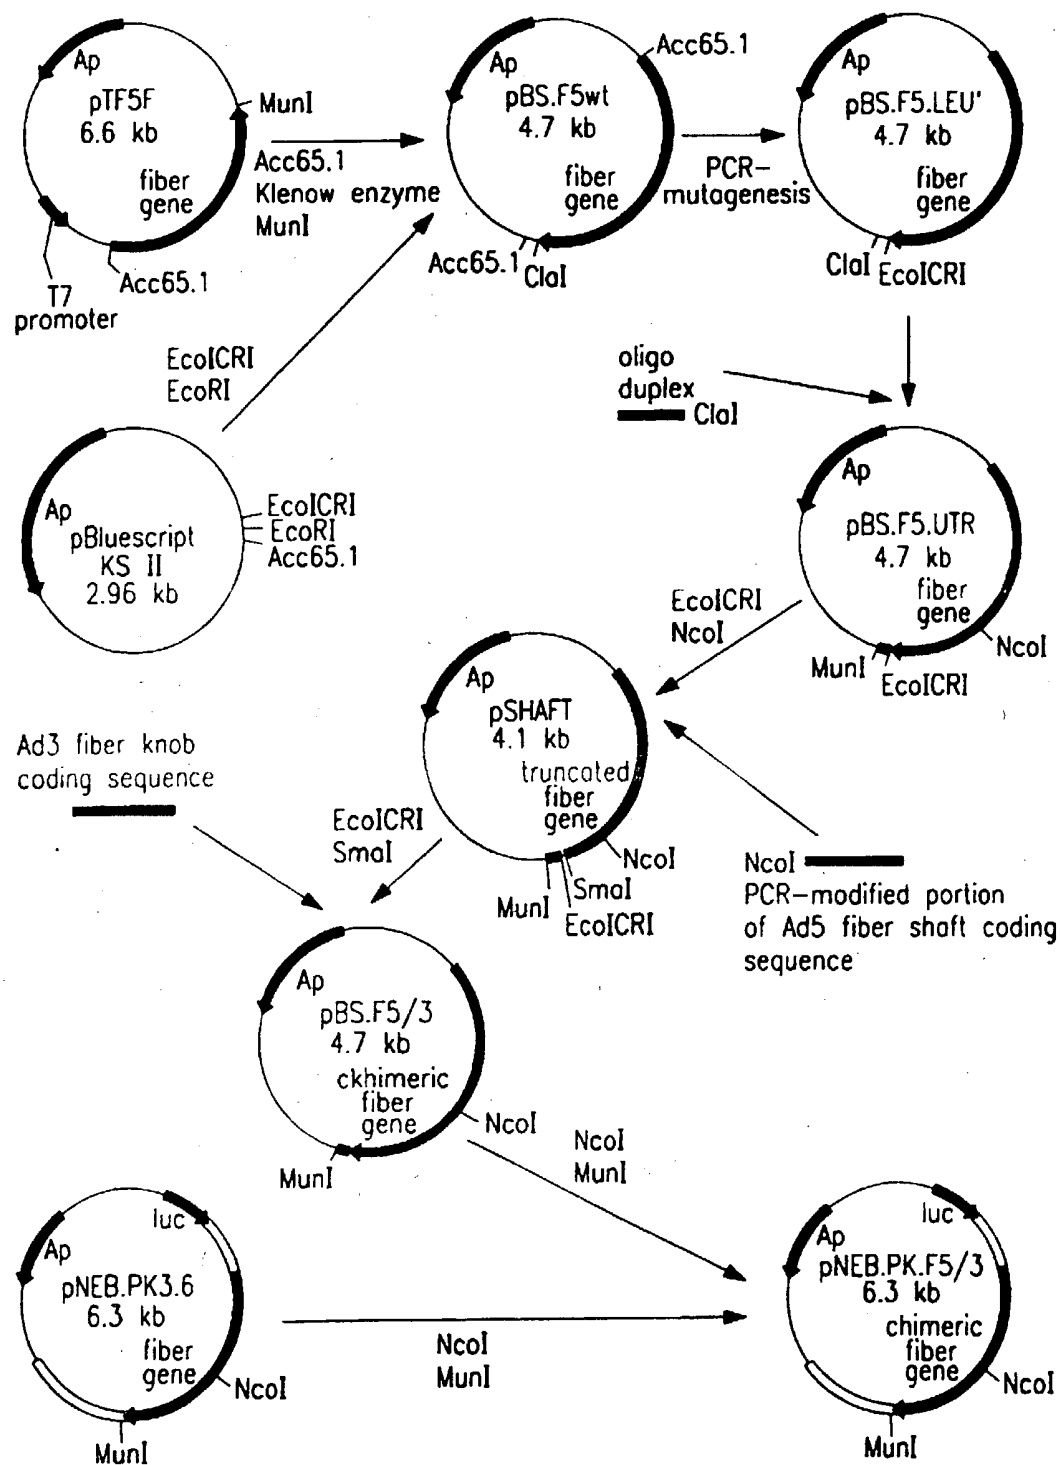 Ap
pTF5F
6.6 kb
MunI
fiber
gene
Acc65.1
T7
promoter
Acc65.1
Klenow enzyme
MunI
Ap
pBS.F5wt
4.7 kb
fiber
gene
Acc65.1
Acc65.1
ClaI
PCR-
mutagenesis
Ap
pBS.F5.LEU'
4.7 kb
fiber
gene
ClaI
EcoICRI
EcoICRI
EcoRI
oligo
duplex
ClaI
Ap
pBluescript
KS II
2.96 kb
EcoICRI
EcoRI
Acc65.1
Ap
pBS.F5.UTR
4.7 kb
fiber
gene
NcoI
MunI
EcoICRI
EcoICRI
NcoI
Ap
pSHAFT
4.1 kb
truncated
fiber
gene
NcoI
SmaI
MunI
EcoICRI
Ad3 fiber knob
coding sequence
EcoICRI
SmaI
NcoI
PCR-modified portion
of Ad5 fiber shaft coding
sequence
Ap
pBS.F5/3
4.7 kb
ckhimeric
fiber
gene
NcoI
MunI
NcoI
MunI
luc
Ap
pNEB.PK3.6
6.3 kb
fiber
gene
NcoI
MunI
NcoI
MunI
luc
Ap
pNEB.PK.F5/3
6.3 kb
chimeric
fiber
gene
NcoI
MunI